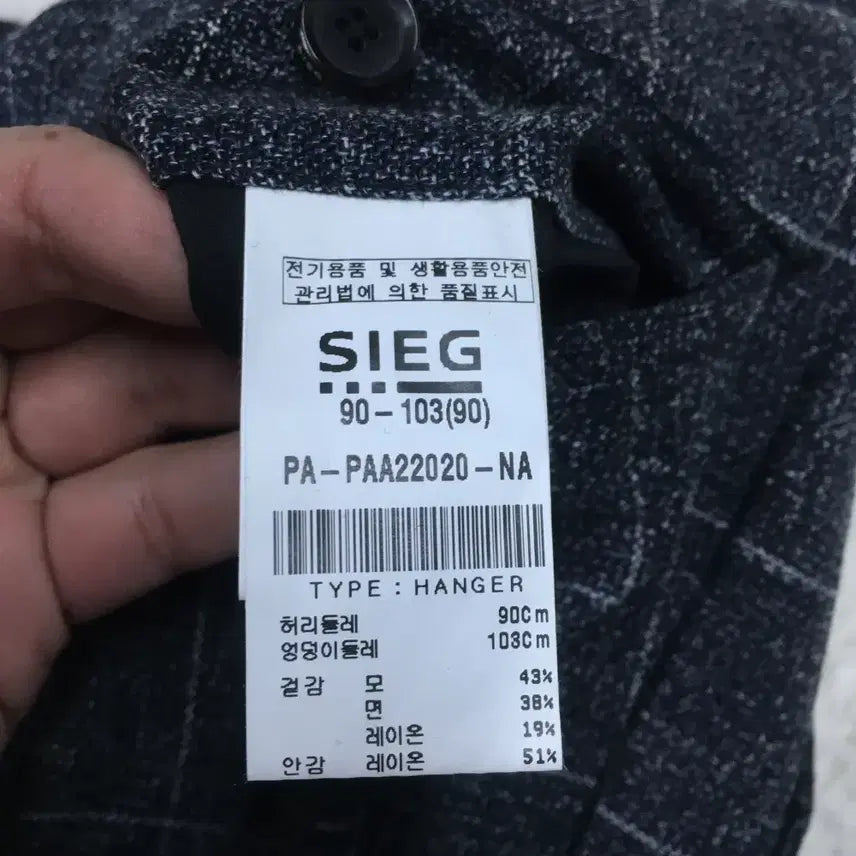 전기용품 및 생활용품안전
관리법에 의한 품질표시
SIEG
90-103(90)
PA-PAA22020-NA
TYPE : HANGER
허리둘레 90Cm
엉덩이둘레 103Cm
겉감 모 43%
면 38%
레이온 19%
안감 레이온 51%